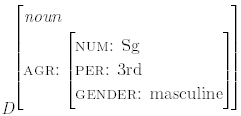 noun
NUM: Sg
AGR: PER: 3rd
GENDER: masculine
D